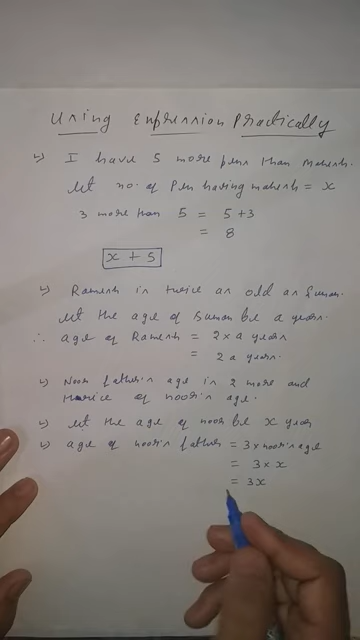 Using Expression Practically
I have 5 more pens than Mahesh.
let no. of Pen having mahesh = x
3 more than 5 = 5 + 3
= 8
x + 5
Ramesh is twice as old as Suman.
let the age of Suman be a years.
∴ age of Ramesh = 2 x a years
= 2 a years.
Noor father's age is 2 more and
thrice of noor's age.
let the age of noor be x years
age of noor's father = 3 x noor's age
= 3 × x
= 3x